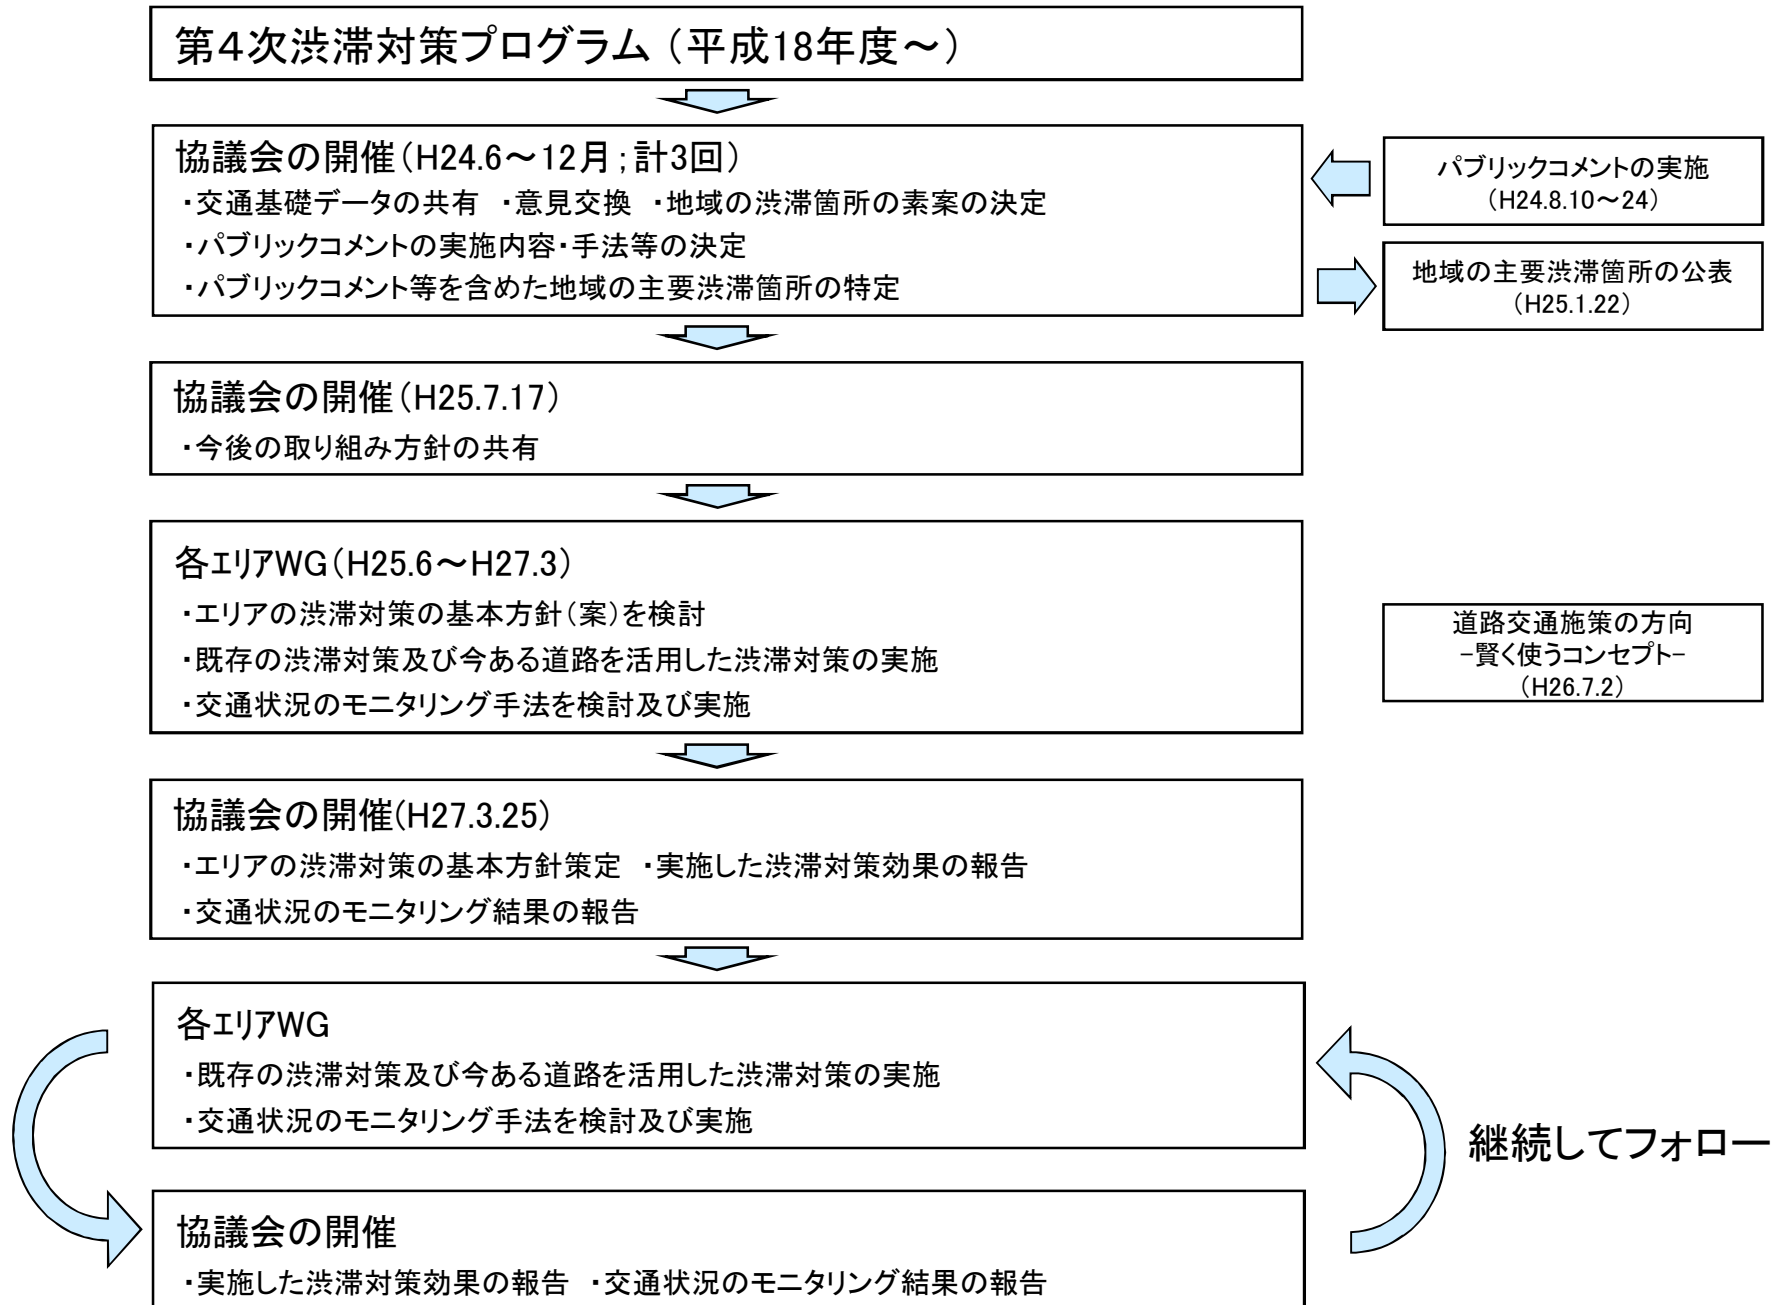 第4次渋滞対策プログラム（平成18年度～）
協議会の開催（H24.6～12月；計3回）
・交通基礎データの共有　・意見交換　・地域の渋滞箇所の素案の決定
・パブリックコメントの実施内容・手法等の決定
・パブリックコメント等を含めた地域の主要渋滞箇所の特定
パブリックコメントの実施
（H24.8.10～24）
地域の主要渋滞箇所の公表
（H25.1.22）
協議会の開催（H25.7.17）
・今後の取り組み方針の共有
各ｴﾘｱWG（H25.6～H27.3）
・エリアの渋滞対策の基本方針（案）を検討
・既存の渋滞対策及び今ある道路を活用した渋滞対策の実施
・交通状況のモニタリング手法を検討及び実施
道路交通施策の方向
-賢く使うコンセプト-
（H26.7.2）
協議会の開催(H27.3.25)
・エリアの渋滞対策の基本方針策定　・実施した渋滞対策効果の報告
・交通状況のモニタリング結果の報告
各ｴﾘｱWG
・既存の渋滞対策及び今ある道路を活用した渋滞対策の実施
・交通状況のモニタリング手法を検討及び実施
継続してフォロー
協議会の開催
・実施した渋滞対策効果の報告　・交通状況のモニタリング結果の報告